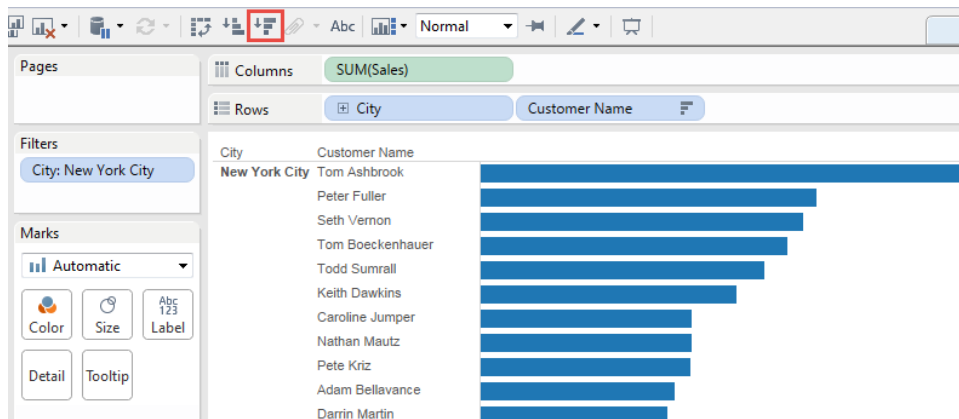 Abc Normal
Pages
Columns SUM(Sales)
Rows City Customer Name
Filters
City: New York City
City Customer Name
New York City Tom Ashbrook
Peter Fuller
Seth Vernon
Marks
Tom Boeckenhauer
Automatic
Todd Sumrall
Keith Dawkins
Abc
123
Color Size Label
Caroline Jumper
Nathan Mautz
Pete Kriz
Detail Tooltip
Adam Bellavance
Darrin Martin